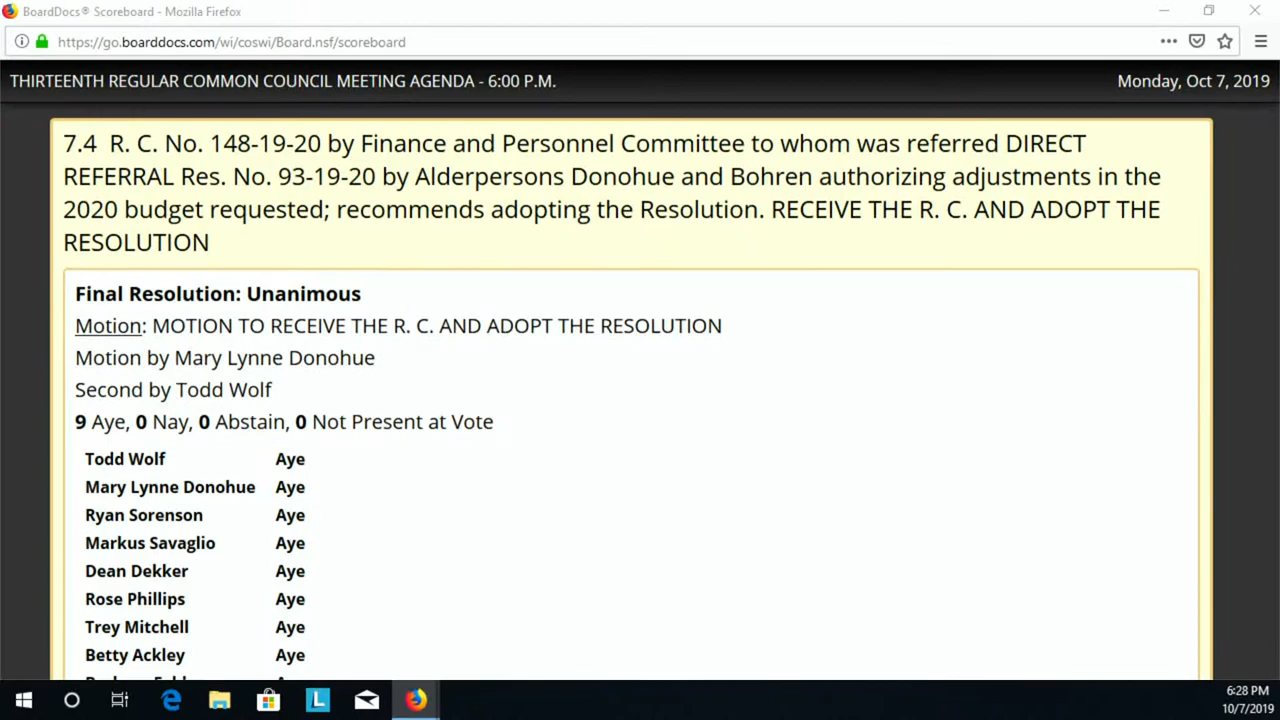 BoardDocs® Scoreboard - Mozilla Firefox
https://go.boarddocs.com/wi/coswi/Board.nsf/scoreboard
THIRTEENTH REGULAR COMMON COUNCIL MEETING AGENDA - 6:00 P.M.
Monday, Oct 7, 2019
7.4 R. C. No. 148-19-20 by Finance and Personnel Committee to whom was referred DIRECT
REFERRAL Res. No. 93-19-20 by Alderpersons Donohue and Bohren authorizing adjustments in the
2020 budget requested; recommends adopting the Resolution. RECEIVE THE R. C. AND ADOPT THE
RESOLUTION
Final Resolution: Unanimous
Motion: MOTION TO RECEIVE THE R. C. AND ADOPT THE RESOLUTION
Motion by Mary Lynne Donohue
Second by Todd Wolf
9 Aye, 0 Nay, 0 Abstain, 0 Not Present at Vote
Todd Wolf Aye
Mary Lynne Donohue Aye
Ryan Sorenson Aye
Markus Savaglio Aye
Dean Dekker Aye
Rose Phillips Aye
Trey Mitchell Aye
Betty Ackley Aye
L
6:28 PM
10/7/2019